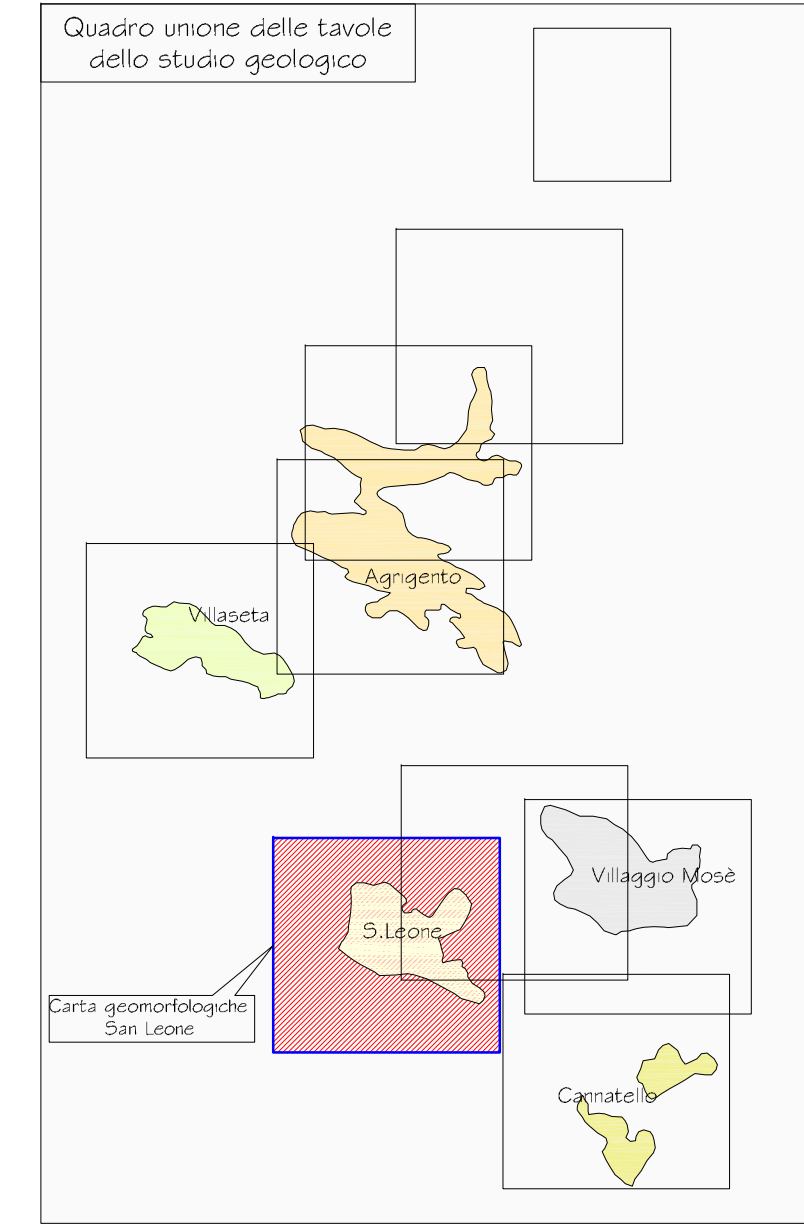 Quadro unione delle tavole
dello studio geologico
Agrigento
Villaseta
Villaggio Mosè
S.Leone
Carta geomorfologiche
San Leone
Cannatello